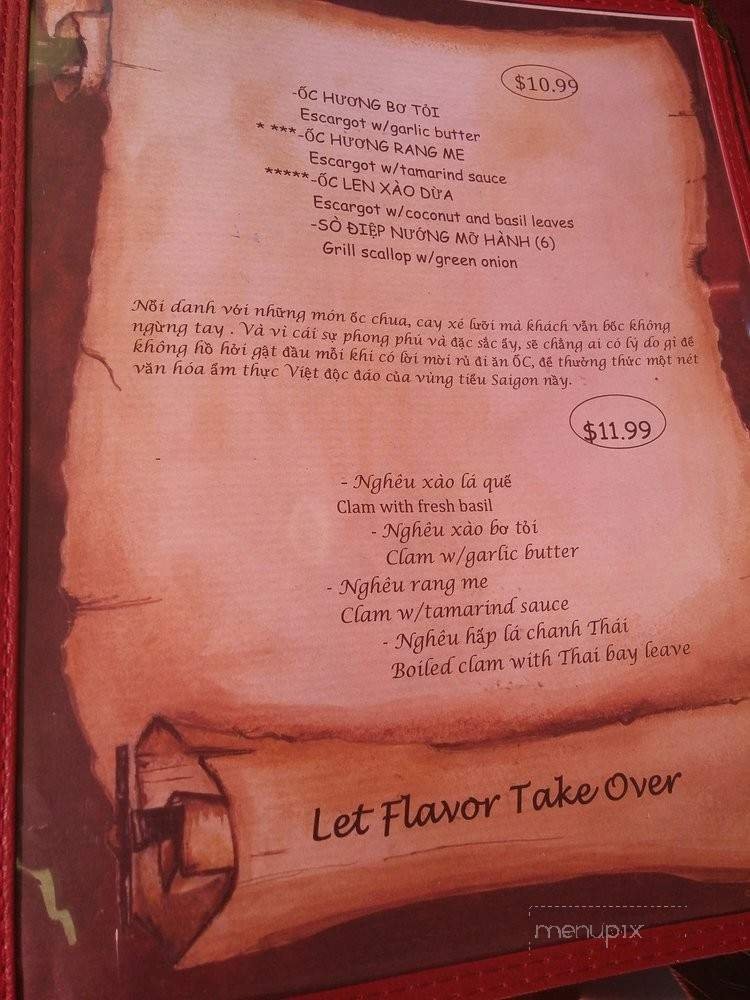 $10.99
-ỐC HƯƠNG BƠ TỎI
Escargot w/garlic butter
* ***-ỐC HƯƠNG RANG ME
Escargot w/tamarind sauce
*****-ỐC LEN XÀO DỪA
Escargot w/coconut and basil leaves
-SÒ ĐIỆP NƯỚNG MỠ HÀNH (6)
Grill scallop w/green onion
Nỗi danh với những món ốc chua, cay xé lưỡi mà khách vẫn bốc không
ngừng tay . Và vì cái sự phong phú và đặc sắc ấy, sẽ chẳng ai có lý do gì để
không hồ hởi gật đầu mỗi khi có lời mời rủ đi ăn ỐC, để thưởng thức một nét
văn hóa ẩm thực Việt độc đáo của vùng tiểu Saigon nầy.
$11.99
- Nghêu xào lá quế
Clam with fresh basil
- Nghêu xào bơ tỏi
Clam w/garlic butter
- Nghêu rang me
Clam w/tamarind sauce
- Nghêu hấp lá chanh Thái
Boiled clam with Thai bay leave
Let Flavor Take Over
menupix